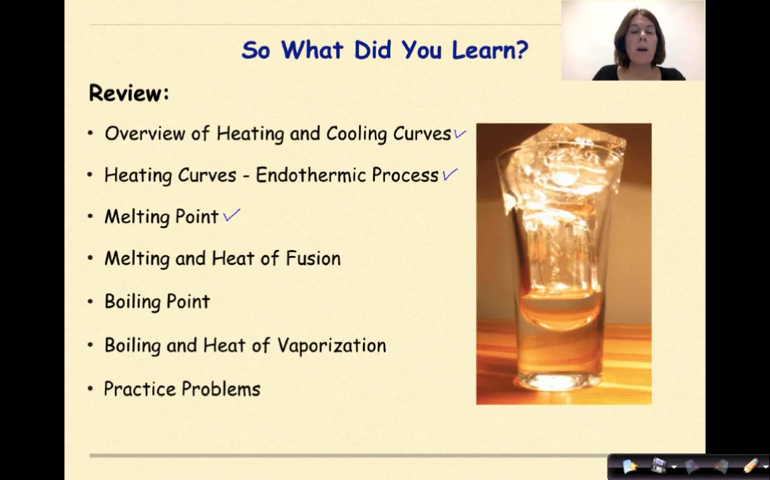 So What Did You Learn?
Review:
• Overview of Heating and Cooling Curves
• Heating Curves - Endothermic Process
• Melting Point
• Melting and Heat of Fusion
• Boiling Point
• Boiling and Heat of Vaporization
• Practice Problems